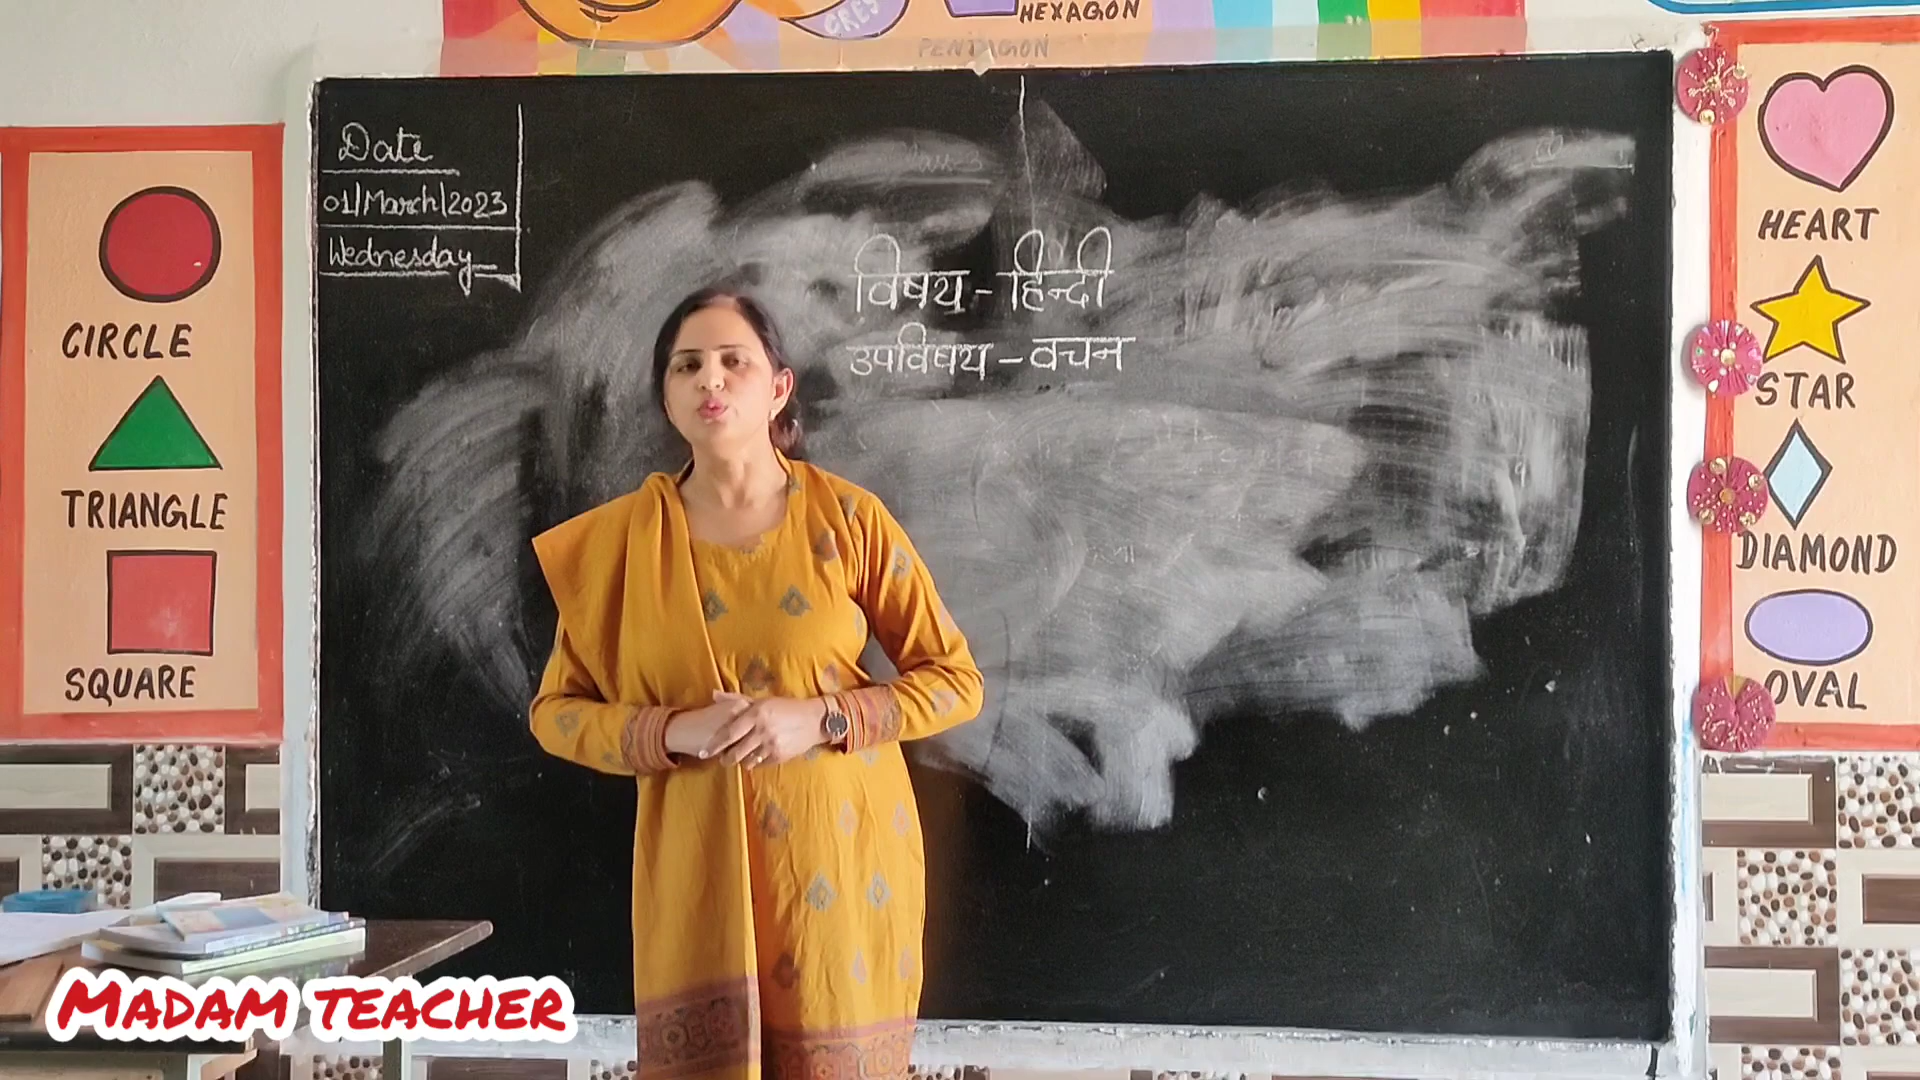 CRES
HEXAGON
PENTAGON
Date
01/March/2023
Wednesday
विषय - हिन्दी
उपविषय - वचन
CIRCLE
TRIANGLE
SQUARE
HEART
STAR
DIAMOND
OVAL
MADAM TEACHER